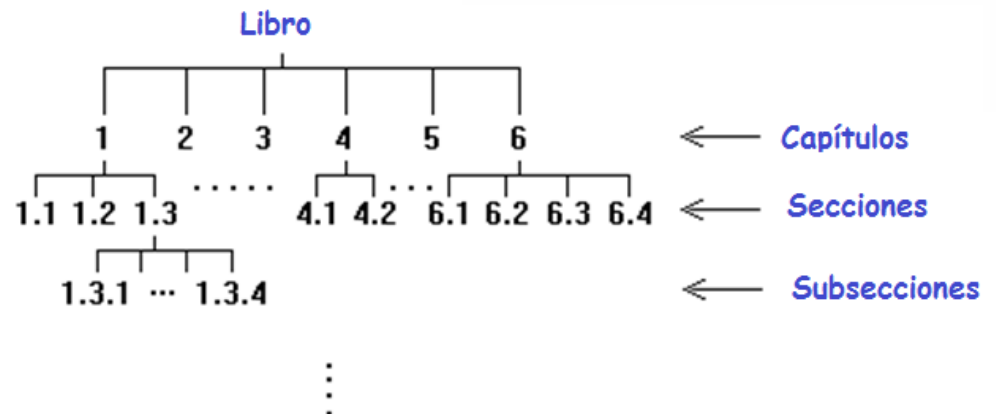 Libro
1 2 3 4 5 6 Capítulos
..... ...
1.1 1.2 1.3 4.1 4.2 6.1 6.2 6.3 6.4 Secciones
1.3.1 ... 1.3.4 Subsecciones